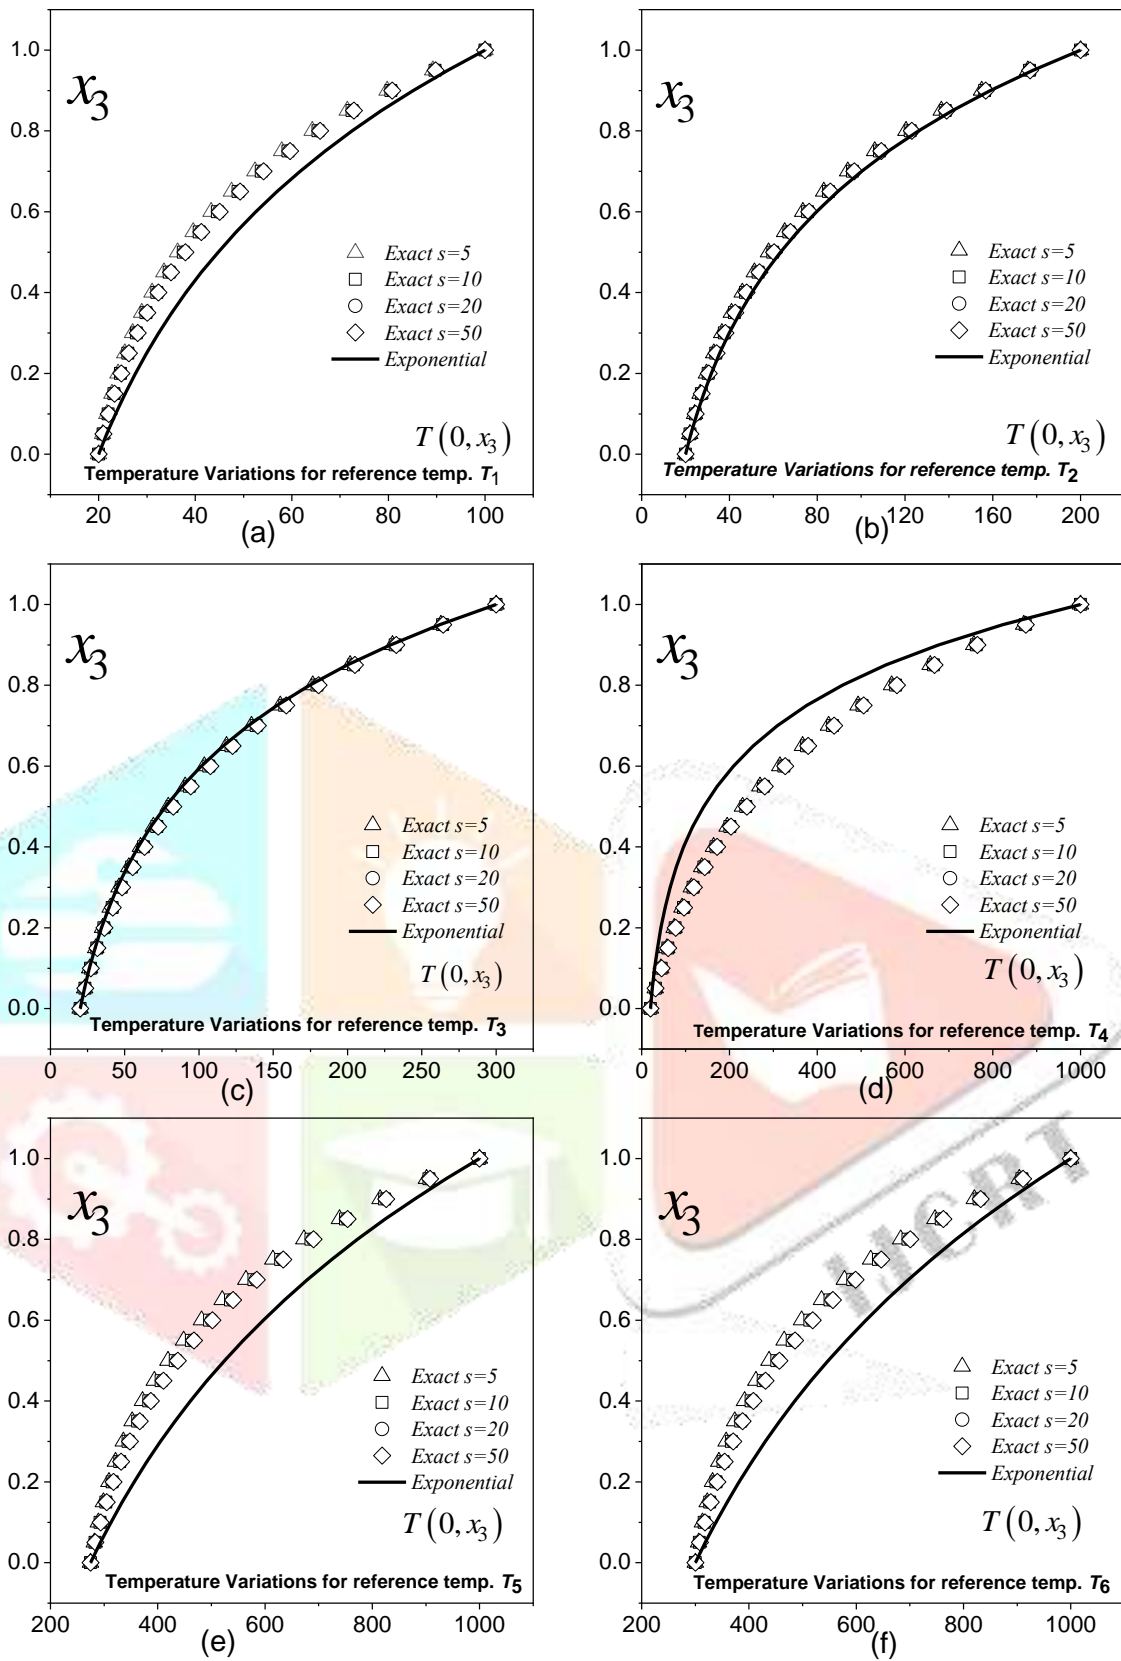 1.0
0.8
0.6
0.4
0.2
0.0
x3
Exact s=5
Exact s=10
Exact s=20
Exact s=50
Exponential
T(0, x3)
Temperature Variations for reference temp. T1
20 40 60 80 100
(a)
1.0
0.8
0.6
0.4
0.2
0.0
x3
Exact s=5
Exact s=10
Exact s=20
Exact s=50
Exponential
T(0, x3)
Temperature Variations for reference temp. T2
0 40 80 120 160 200
(b)
1.0
0.8
0.6
0.4
0.2
0.0
x3
Exact s=5
Exact s=10
Exact s=20
Exact s=50
Exponential
T(0, x3)
Temperature Variations for reference temp. T3
0 50 100 150 200 250 300
(c)
1.0
0.8
0.6
0.4
0.2
0.0
x3
Exact s=5
Exact s=10
Exact s=20
Exact s=50
Exponential
T(0, x3)
Temperature Variations for reference temp. T4
0 200 400 600 800 1000
(d)
1.0
0.8
0.6
0.4
0.2
0.0
x3
Exact s=5
Exact s=10
Exact s=20
Exact s=50
Exponential
T(0, x3)
Temperature Variations for reference temp. T5
200 400 600 800 1000
(e)
1.0
0.8
0.6
0.4
0.2
0.0
x3
Exact s=5
Exact s=10
Exact s=20
Exact s=50
Exponential
T(0, x3)
Temperature Variations for reference temp. T6
200 400 600 800 1000
(f)
IJCRT